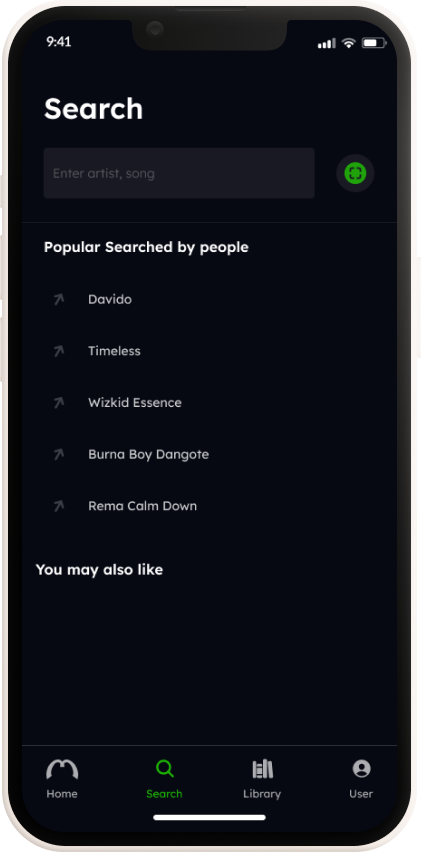 9:41
Search
Enter artist, song
Popular Searched by people
Davido
Timeless
Wizkid Essence
Burna Boy Dangote
Rema Calm Down
You may also like
Home
Search
Library
User